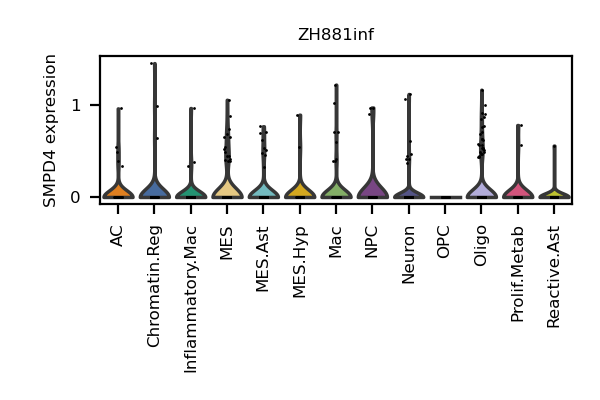 ZH881inf
SMPD4 expression
1
0
AC
Chromatin.Reg
Inflammatory.Mac
MES
MES.Ast
MES.Hyp
Mac
NPC
Neuron
OPC
Oligo
Prolif.Metab
Reactive.Ast